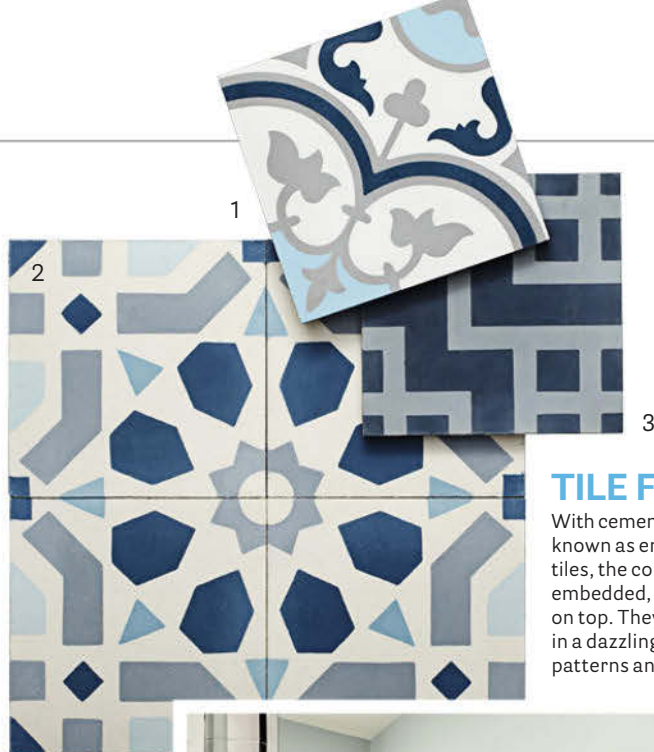 1
2
3
TILE F
With cemen
known as en
tiles, the co
embedded,
on top. They
in a dazzling
patterns an